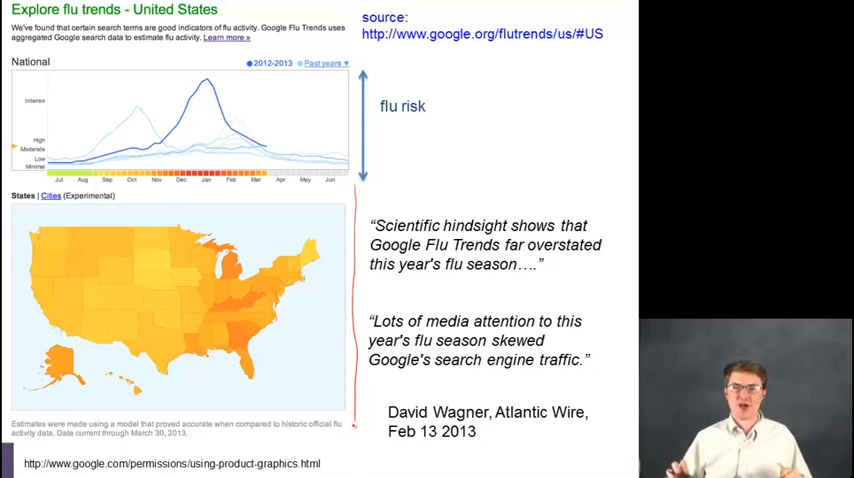 Explore flu trends - United States
We've found that certain search terms are good indicators of flu activity. Google Flu Trends uses
aggregated Google search data to estimate flu activity. Learn more »
source:
http://www.google.org/flutrends/us/#US
National
2012-2013 Past years ▼
Intense
High
Moderate
Low
Minimal
Jul Aug Sep Oct Nov Dec Jan Feb Mar Apr May Jun
flu risk
States | Cities (Experimental)
“Scientific hindsight shows that
Google Flu Trends far overstated
this year's flu season….”
“Lots of media attention to this
year's flu season skewed
Google's search engine traffic.”
David Wagner, Atlantic Wire,
Feb 13 2013
Estimates were made using a model that proved accurate when compared to historic official flu
activity data. Data current through March 30, 2013.
http://www.google.com/permissions/using-product-graphics.html